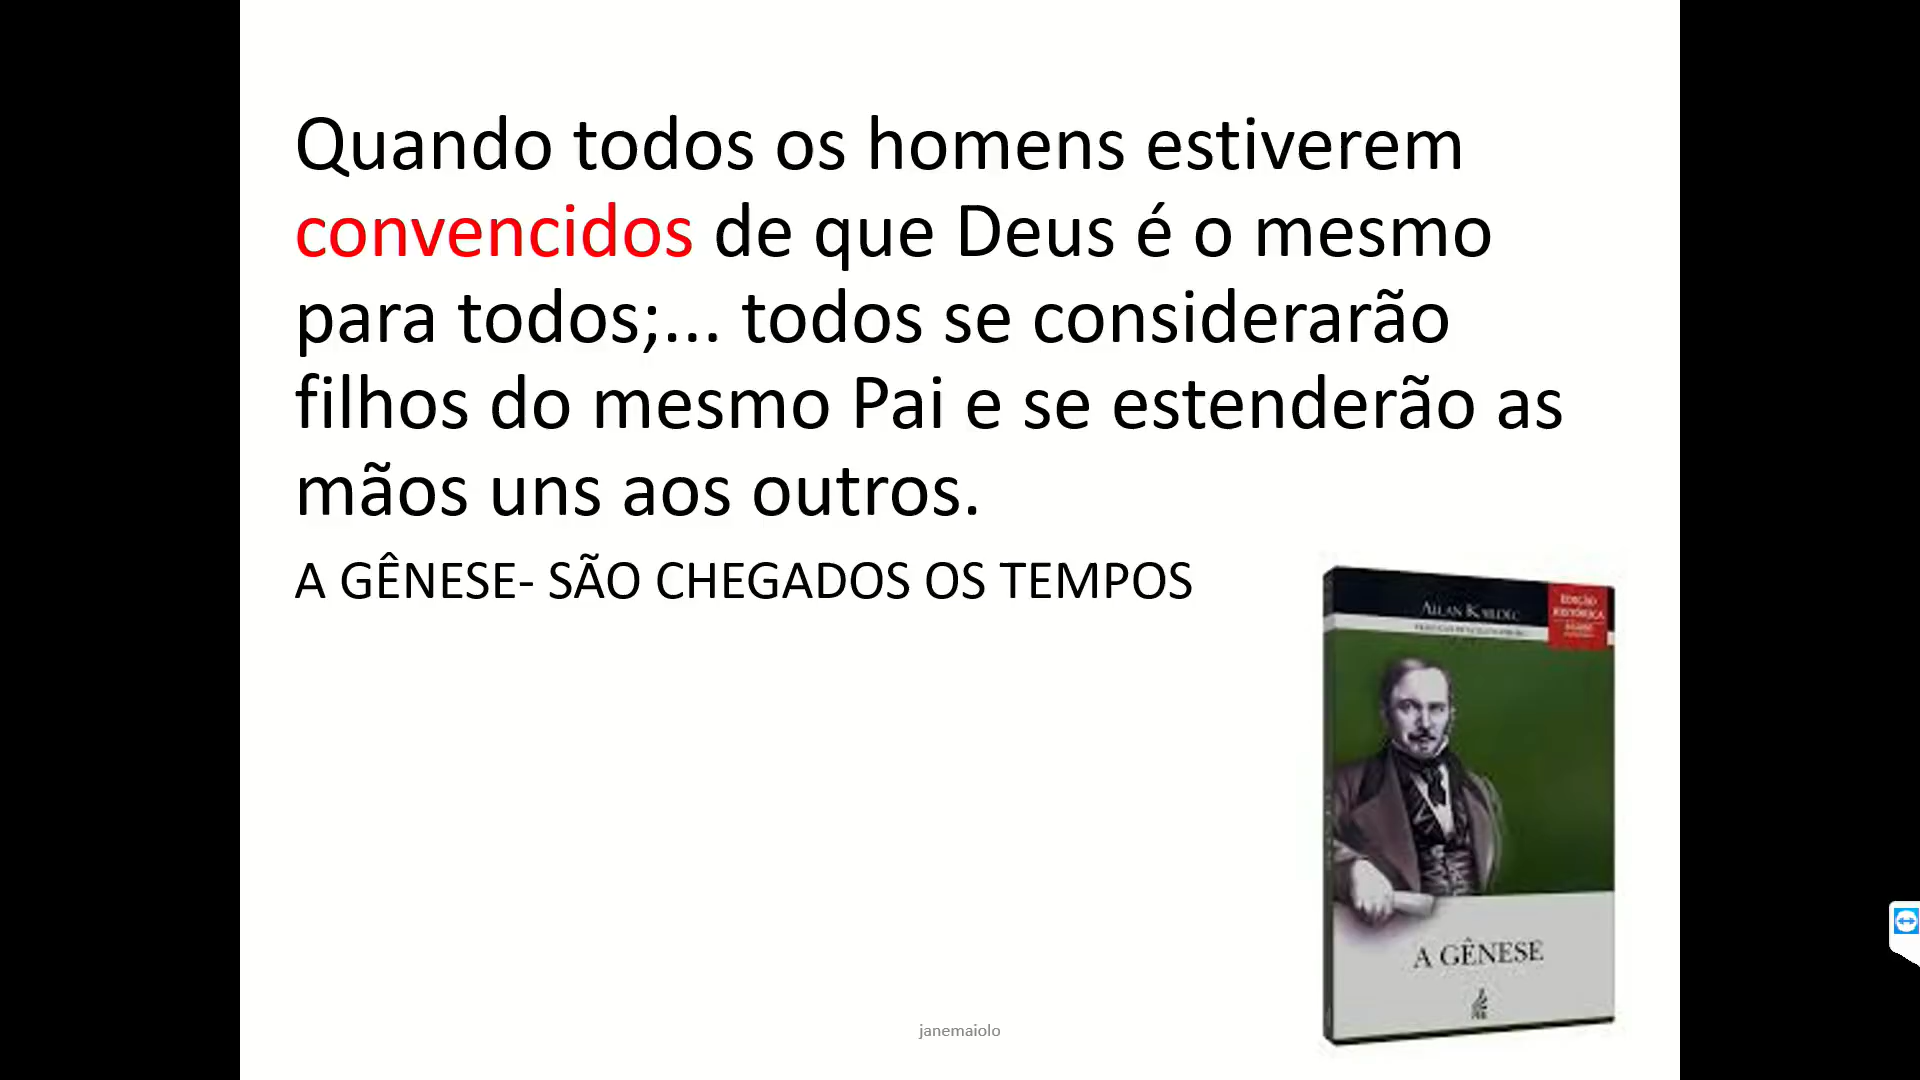 Quando todos os homens estiverem
convencidos de que Deus é o mesmo
para todos;... todos se considerarão
filhos do mesmo Pai e se estenderão as
mãos uns aos outros.
A GÊNESE- SÃO CHEGADOS OS TEMPOS
ALLAN KARDEC
EDIÇÃO
HISTÓRICA
A GÊNESE
FEB
janemaiolo